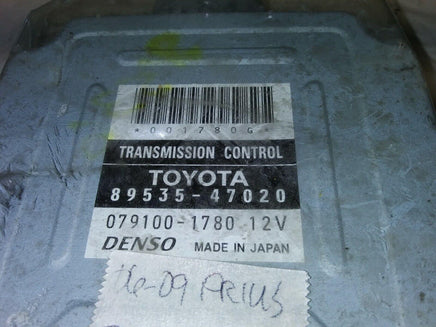 *001780G*
TRANSMISSION CONTROL
TOYOTA
89535-47020
079100-1780 12V
DENSO MADE IN JAPAN
06-09 PRIUS